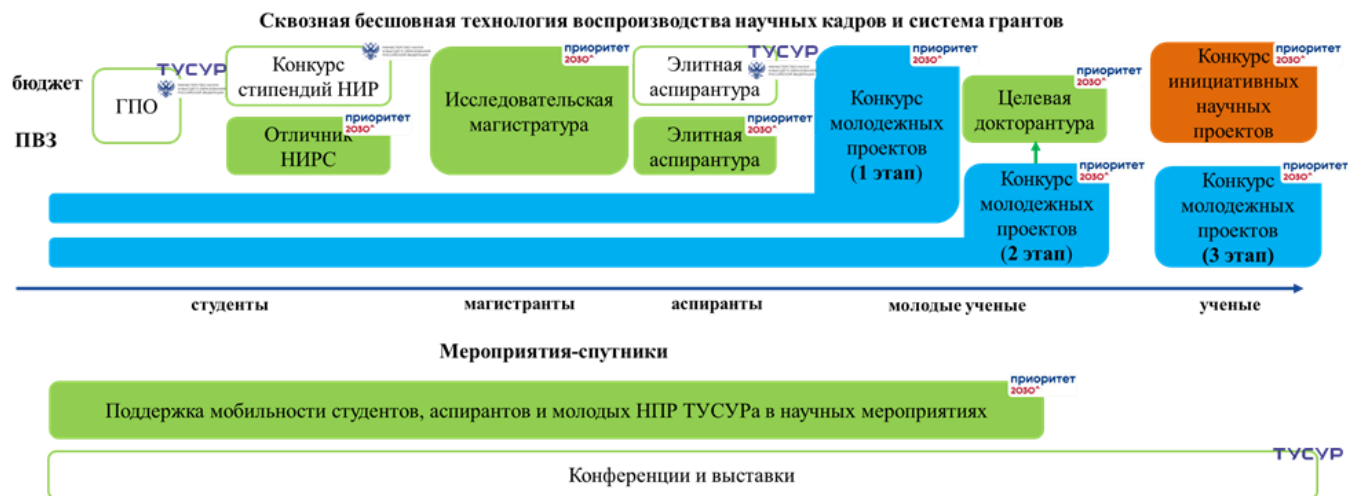 Сквозная бесшовная технология воспроизводства научных кадров и система грантов
бюджет
ПВЗ
ТУСУР
ГПО
Конкурс
стипендий НИР
приоритет
2030^
Отличник
НИРС
приоритет
2030^
Исследовательская
магистратура
ТУСУР
Элитная
аспирантура
приоритет
2030^
Элитная
аспирантура
приоритет
2030^
Конкурс
молодежных
проектов
(1 этап)
приоритет
2030^
Целевая
докторантура
приоритет
2030^
Конкурс
молодежных
проектов
(2 этап)
приоритет
2030^
Конкурс
инициативных
научных
проектов
приоритет
2030^
Конкурс
молодежных
проектов
(3 этап)
студенты
магистранты
аспиранты
молодые ученые
ученые
Мероприятия-спутники
приоритет
2030^
Поддержка мобильности студентов, аспирантов и молодых НПР ТУСУРа в научных мероприятиях
ТУСУР
Конференции и выставки